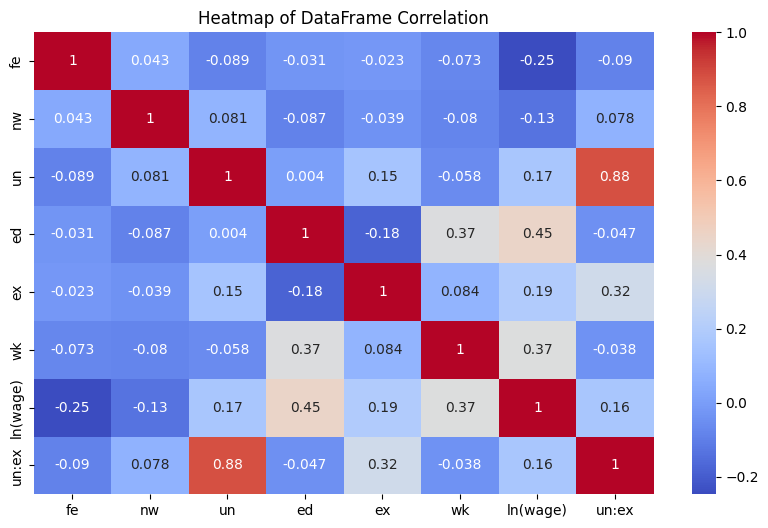 Heatmap of DataFrame Correlation
fe 1 0.043 -0.089 -0.031 -0.023 -0.073 -0.25 -0.09
nw 0.043 1 0.081 -0.087 -0.039 -0.08 -0.13 0.078
un -0.089 0.081 1 0.004 0.15 -0.058 0.17 0.88
ed -0.031 -0.087 0.004 1 -0.18 0.37 0.45 -0.047
ex -0.023 -0.039 0.15 -0.18 1 0.084 0.19 0.32
wk -0.073 -0.08 -0.058 0.37 0.084 1 0.37 -0.038
ln(wage) -0.25 -0.13 0.17 0.45 0.19 0.37 1 0.16
un:ex -0.09 0.078 0.88 -0.047 0.32 -0.038 0.16 1
fe nw un ed ex wk ln(wage) un:ex
1.0
0.8
0.6
0.4
0.2
0.0
−0.2